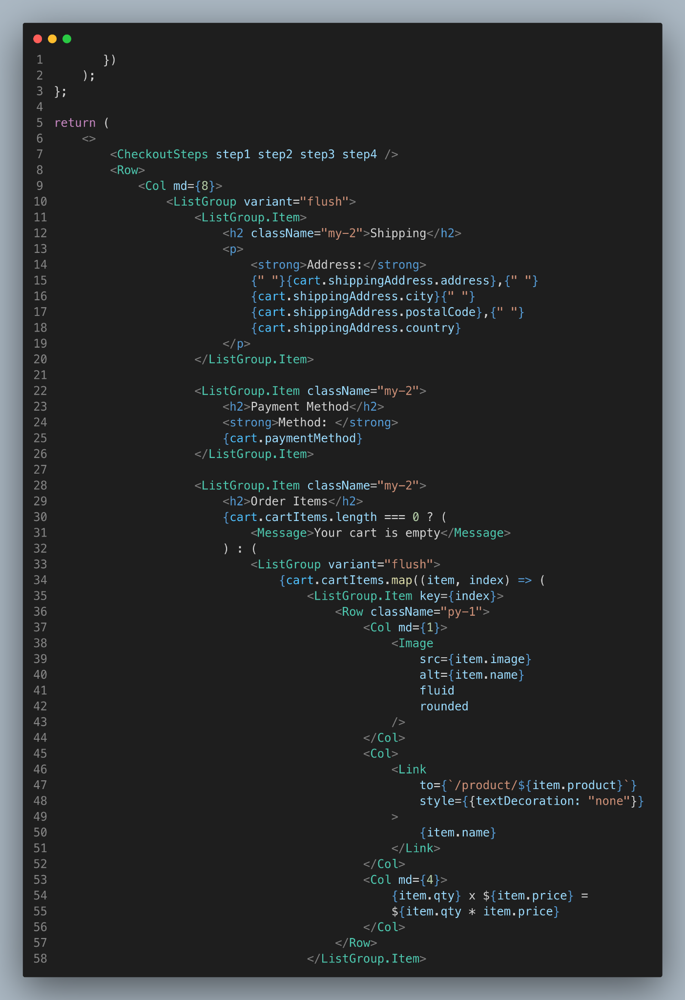 1        })
2     );
3 };
4
5 return (
6     <>
7         <CheckoutSteps step1 step2 step3 step4 />
8         <Row>
9             <Col md={8}>
10                 <ListGroup variant="flush">
11                     <ListGroup.Item>
12                         <h2 className="my-2">Shipping</h2>
13                         <p>
14                             <strong>Address:</strong>
15                             {" "}{cart.shippingAddress.address},{" "}
16                             {cart.shippingAddress.city}{" "}
17                             {cart.shippingAddress.postalCode},{" "}
18                             {cart.shippingAddress.country}
19                         </p>
20                     </ListGroup.Item>
21
22                     <ListGroup.Item className="my-2">
23                         <h2>Payment Method</h2>
24                         <strong>Method: </strong>
25                         {cart.paymentMethod}
26                     </ListGroup.Item>
27
28                     <ListGroup.Item className="my-2">
29                         <h2>Order Items</h2>
30                         {cart.cartItems.length === 0 ? (
31                             <Message>Your cart is empty</Message>
32                         ) : (
33                             <ListGroup variant="flush">
34                                 {cart.cartItems.map((item, index) => (
35                                     <ListGroup.Item key={index}>
36                                         <Row className="py-1">
37                                             <Col md={1}>
38                                                 <Image
39                                                     src={item.image}
40                                                     alt={item.name}
41                                                     fluid
42                                                     rounded
43                                                 />
44                                             </Col>
45                                             <Col>
46                                                 <Link
47                                                     to={`/product/${item.product}`}
48                                                     style={{textDecoration: "none"}}
49                                                 >
50                                                     {item.name}
51                                                 </Link>
52                                             </Col>
53                                             <Col md={4}>
54                                                 {item.qty} x ${item.price} =
55                                                 ${item.qty * item.price}
56                                             </Col>
57                                         </Row>
58                                     </ListGroup.Item>